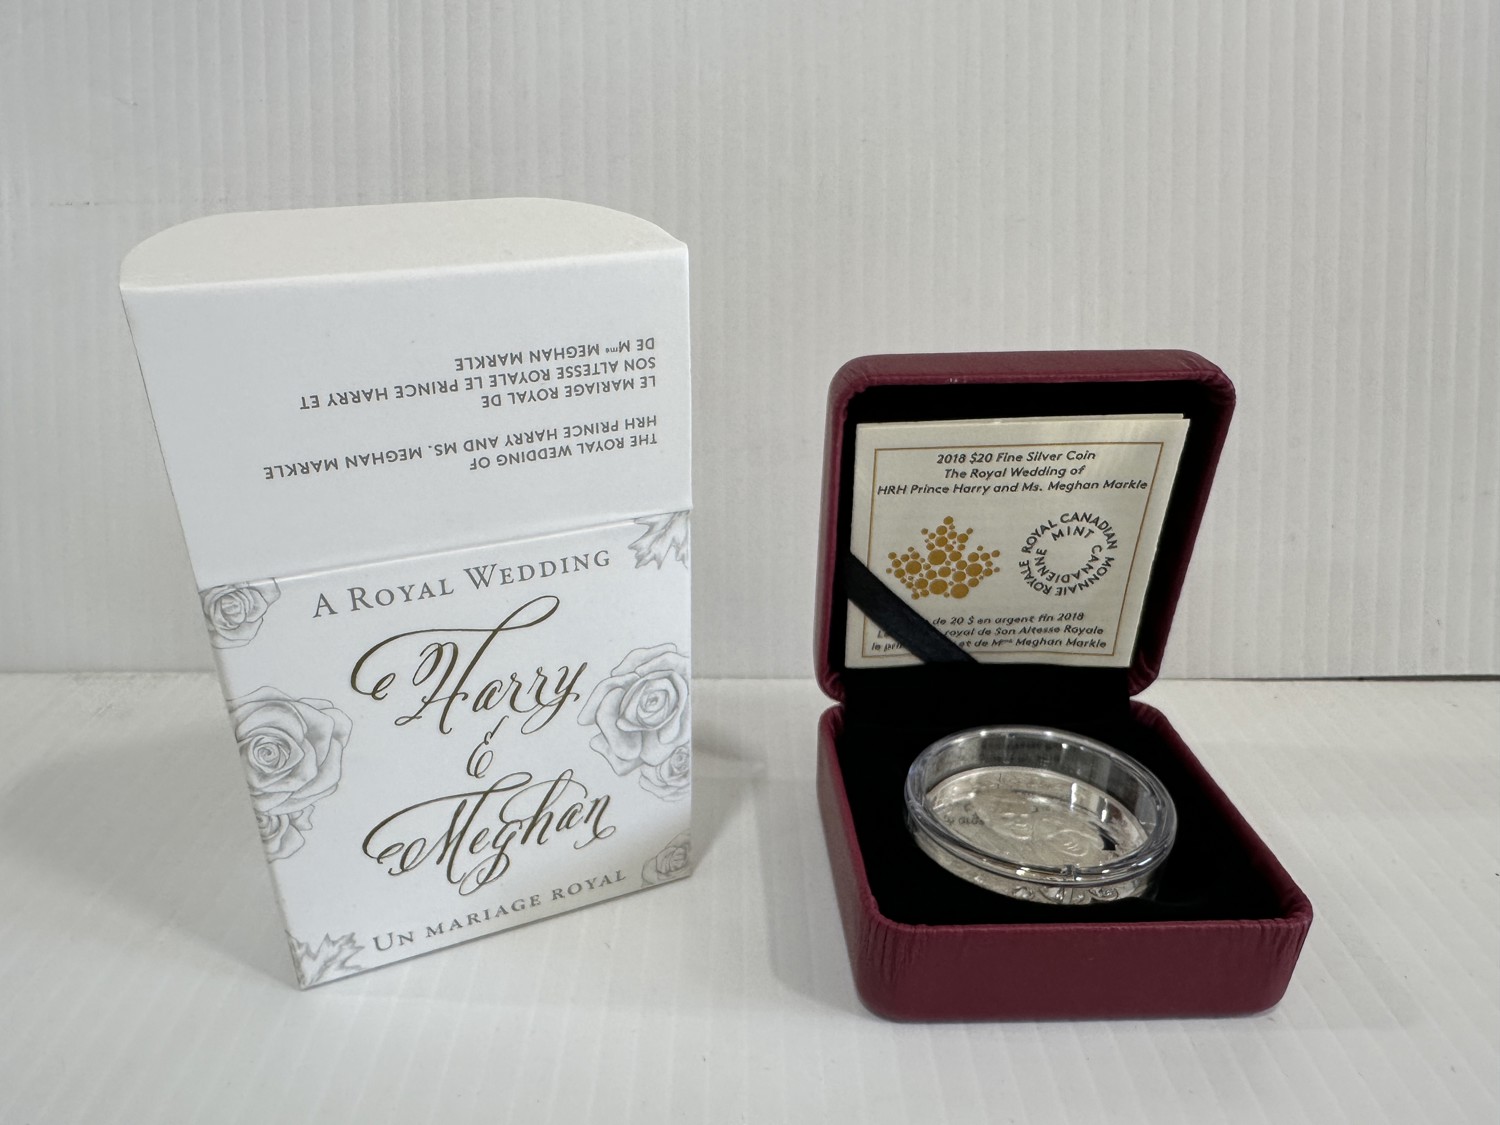 THE ROYAL WEDDING OF
HRH PRINCE HARRY AND MS. MEGHAN MARKLE
LE MARIAGE ROYAL DE
SON ALTESSE ROYALE LE PRINCE HARRY ET
DE Mme MEGHAN MARKLE
A ROYAL WEDDING
Harry
&
Meghan
UN MARIAGE ROYAL
2018 $20 Fine Silver Coin
The Royal Wedding of
HRH Prince Harry and Ms. Meghan Markle
ROYAL CANADIAN MINT
MONNAIE ROYALE CANADIENNE
de 20 $ en argent fin 2018
royal de Son Altesse Royale
le et de Mme Meghan Markle